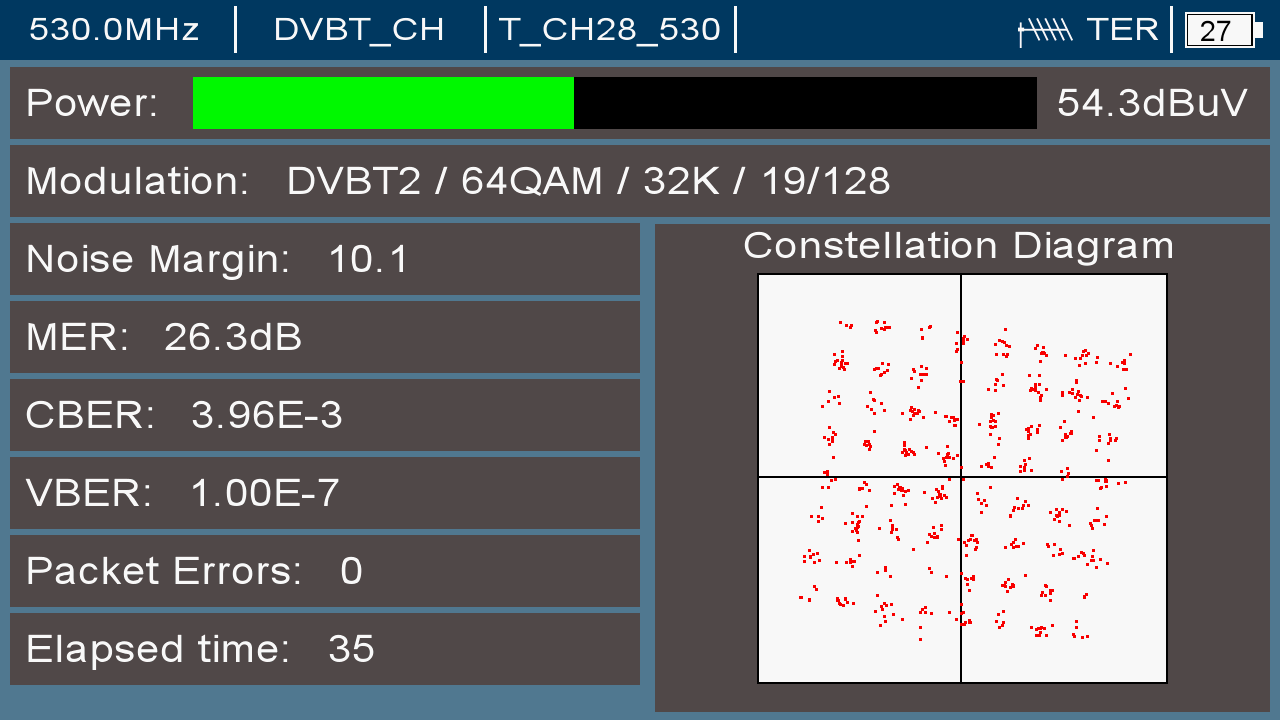 530.0MHz DVBT_CH T_CH28_530 TER 27
Power: 54.3dBuV
Modulation: DVBT2 / 64QAM / 32K / 19/128
Noise Margin: 10.1
MER: 26.3dB
CBER: 3.96E-3
VBER: 1.00E-7
Packet Errors: 0
Elapsed time: 35
Constellation Diagram